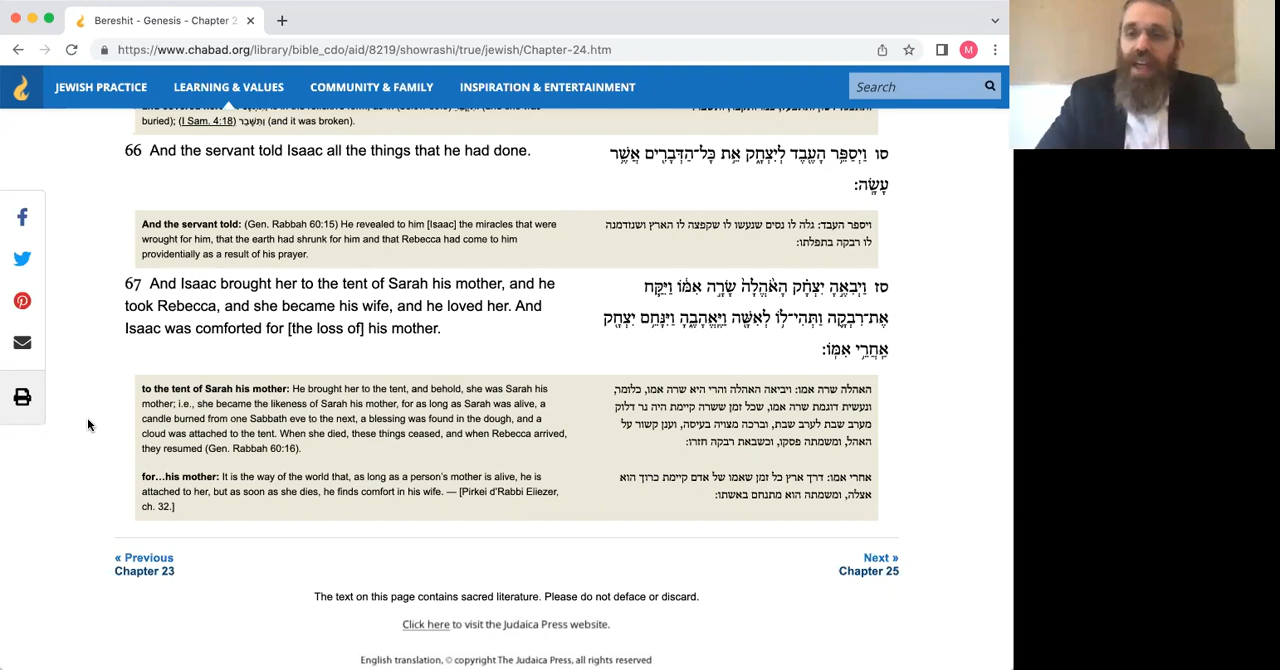 Bereshit - Genesis - Chapter 2
https://www.chabad.org/library/bible_cdo/aid/8219/showrashi/true/jewish/Chapter-24.htm
M
JEWISH PRACTICE LEARNING & VALUES COMMUNITY & FAMILY INSPIRATION & ENTERTAINMENT
Search
buried); (I Sam. 4:18) וַתִּשָּׁבֵר (and it was broken).
66 And the servant told Isaac all the things that he had done.
סו וַיְסַפֵּ֥ר הָעֶ֖בֶד לְיִצְחָ֑ק אֵ֥ת כָּל־הַדְּבָרִ֖ים אֲשֶׁ֥ר
עָשָֽׂה:
And the servant told: (Gen. Rabbah 60:15) He revealed to him [Isaac] the miracles that were
wrought for him, that the earth had shrunk for him and that Rebecca had come to him
providentially as a result of his prayer.
ויספר העבד: גלה לו נסים שנעשו לו שקפצה לו הארץ ושנזדמנה
לו רבקה בתפלתו:
67 And Isaac brought her to the tent of Sarah his mother, and he
took Rebecca, and she became his wife, and he loved her. And
Isaac was comforted for [the loss of] his mother.
סז וַיְבִאֶ֣הָ יִצְחָ֗ק הָאֹ֨הֱלָה֙ שָׂרָ֣ה אִמּ֔וֹ וַיִּקַּ֧ח
אֶת־רִבְקָ֛ה וַתְּהִי־ל֥וֹ לְאִשָּׁ֖ה וַיֶּאֱהָבֶ֑הָ וַיִּנָּחֵ֥ם יִצְחָ֖ק
אַֽחֲרֵ֥י אִמּֽוֹ:
to the tent of Sarah his mother: He brought her to the tent, and behold, she was Sarah his
mother; i.e., she became the likeness of Sarah his mother, for as long as Sarah was alive, a
candle burned from one Sabbath eve to the next, a blessing was found in the dough, and a
cloud was attached to the tent. When she died, these things ceased, and when Rebecca arrived,
they resumed (Gen. Rabbah 60:16).
האהלה שרה אמו: ויביאה האהלה והרי היא שרה אמו, כלומר,
ונעשית דוגמת שרה אמו, שכל זמן ששרה קיימת היה נר דלוק
מערב שבת לערב שבת, וברכה מצויה בעיסה, וענן קשור על
האהל, ומשמתה פסקו, וכשבאת רבקה חזרו:
for…his mother: It is the way of the world that, as long as a person's mother is alive, he is
attached to her, but as soon as she dies, he finds comfort in his wife. — [Pirkei d'Rabbi Eliezer,
ch. 32.]
אחרי אמו: דרך ארץ כל זמן שאמו של אדם קיימת כרוך הוא
אצלה, ומשמתה הוא מתנחם באשתו:
« Previous
Chapter 23
Next »
Chapter 25
The text on this page contains sacred literature. Please do not deface or discard.
Click here to visit the Judaica Press website.
English translation, © copyright The Judaica Press, all rights reserved